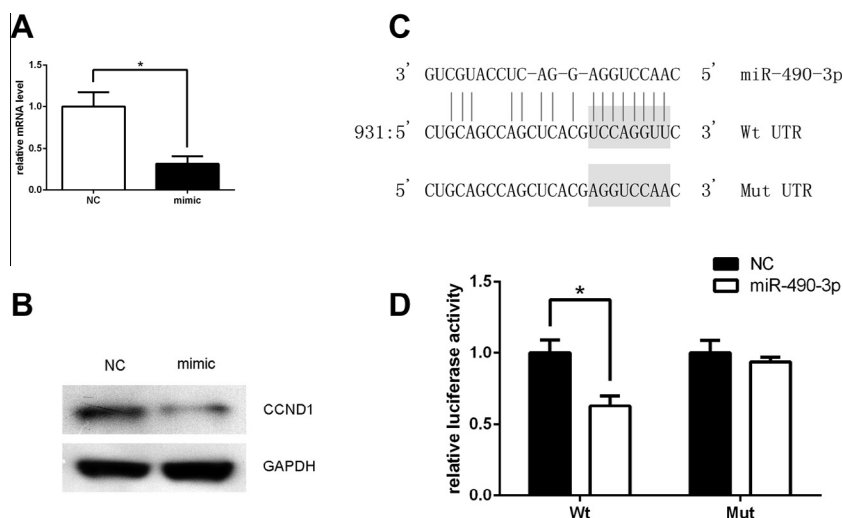 A
relative mRNA level
1.5
1.0
0.5
0.0
*
NC
mimic
B
NC
mimic
CCND1
GAPDH
C
3' GUCGUACCUC-AG-G-AGGUCCAAC 5' miR-490-3p
931:5' CUGCAGCCAGCUCACGUCCAGGUUC 3' Wt UTR
5' CUGCAGCCAGCUCACGAGGUCCAAC 3' Mut UTR
D
relative luciferase activity
1.5
1.0
0.5
0.0
*
NC
miR-490-3p
Wt
Mut